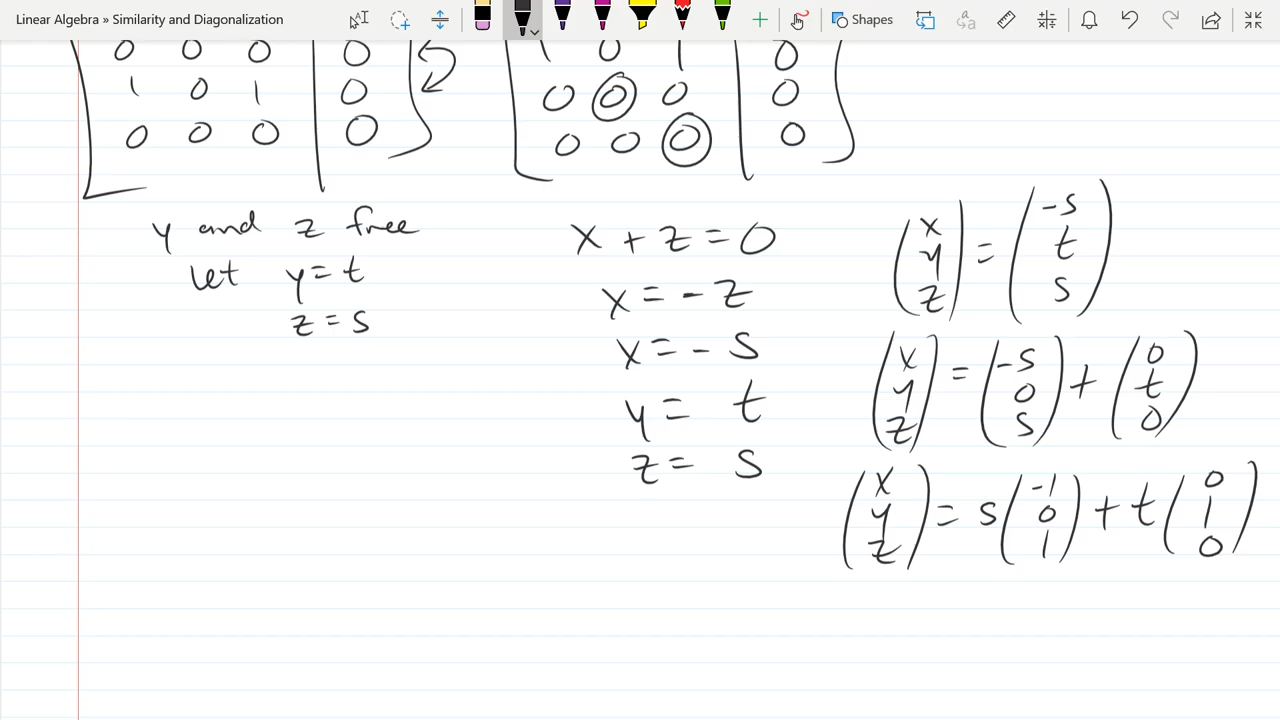 Linear Algebra » Similarity and Diagonalization
Shapes
0 0 0 | 0
1 0 1 | 0
0 0 0 | 0
1 0 1 | 0
0 0 0 | 0
0 0 0 | 0
y and z free
let y = t
z = s
x + z = 0
x = - z
x = - s
y = t
z = s
(x y z) = (-s t s)
(x y z) = (-s 0 s) + (0 t 0)
(x y z) = s (-1 0 1) + t (0 1 0)